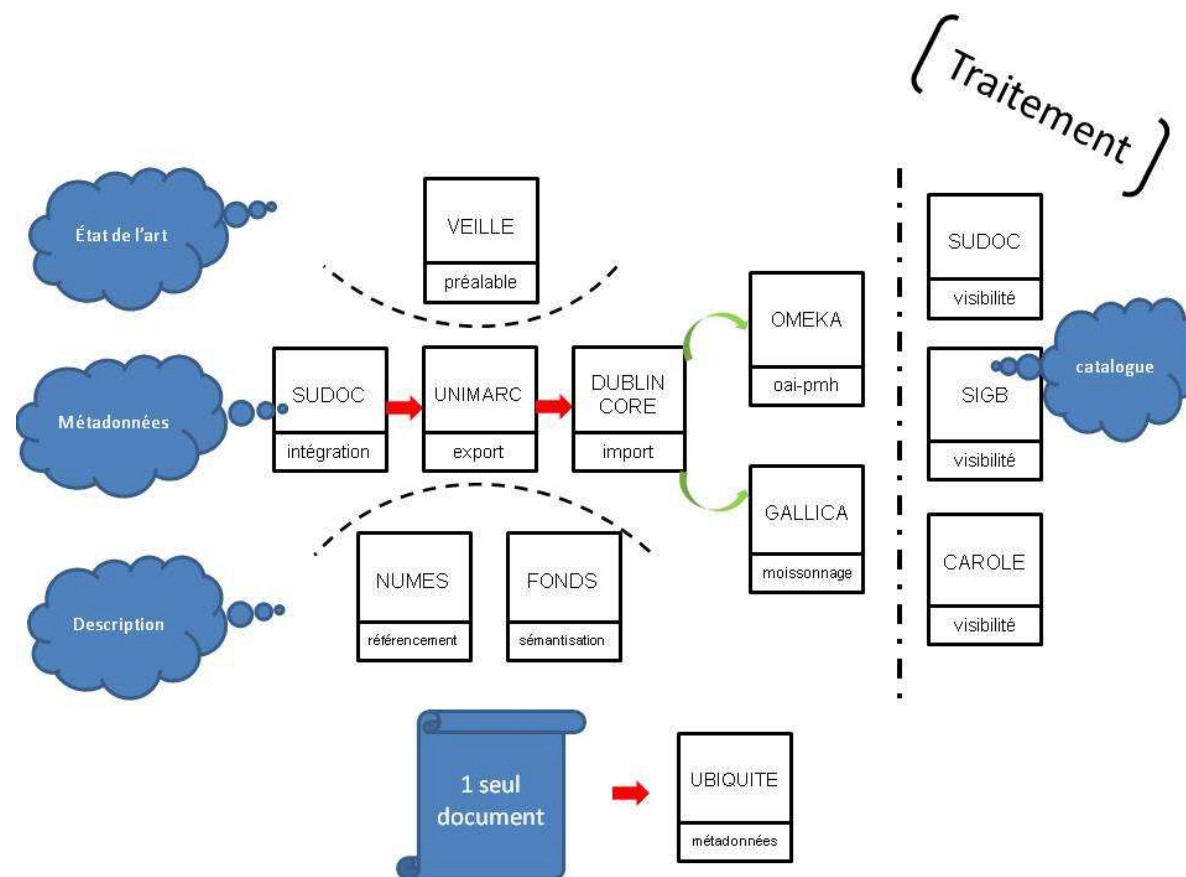 Traitement
État de l'art
VEILLE
préalable
SUDOC
visibilité
OMEKA
oai-pmh
catalogue
Métadonnées
SUDOC
intégration
UNIMARC
export
DUBLIN
CORE
import
SIGB
visibilité
GALLICA
moissonnage
Description
NUMES
référencement
FONDS
sémantisation
CAROLE
visibilité
1 seul
document
UBIQUITE
métadonnées